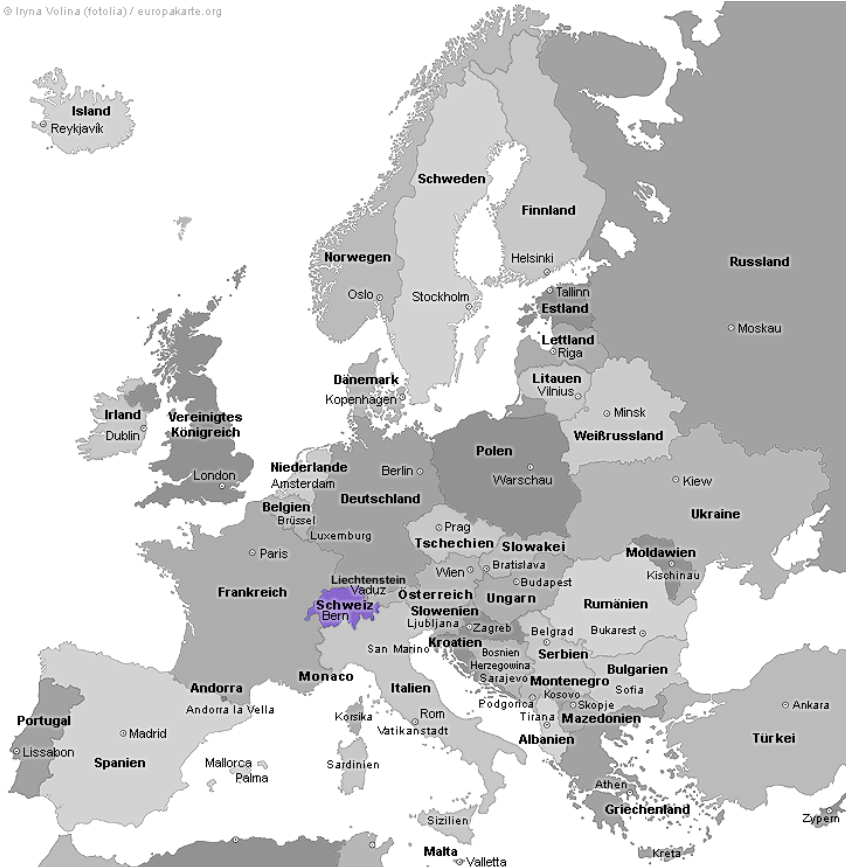 © Iryna Volina (fotolia) / europakarte.org
Island
Reykjavík
Schweden
Finnland
Norwegen
Helsinki
Russland
Oslo
Stockholm
Tallinn
Estland
Moskau
Lettland
Riga
Dänemark
Litauen
Kopenhagen
Vilnius
Irland
Vereinigtes
Königreich
Minsk
Dublin
Weißrussland
Polen
Niederlande
Berlin
London
Amsterdam
Warschau
Kiew
Deutschland
Belgien
Ukraine
Brüssel
Prag
Luxemburg
Tschechien
Slowakei
Paris
Moldawien
Bratislava
Wien
Kischinau
Liechtenstein
Budapest
Frankreich
Vaduz
Österreich
Ungarn
Schweiz
Rumänien
Bern
Slowenien
Ljubljana
Zagreb
Belgrad
Bukarest
Kroatien
San Marino
Bosnien
Herzegowina
Serbien
Bulgarien
Monaco
Sarajevo
Montenegro
Andorra
Italien
Kosovo
Sofia
Andorra la Vella
Podgorica
Skopje
Ankara
Korsika
Rom
Tirana
Mazedonien
Portugal
Vatikanstadt
Madrid
Albanien
Türkei
Lissabon
Spanien
Mallorca
Sardinien
Palma
Athen
Griechenland
Sizilien
Zypern
Malta
Kreta
Valletta